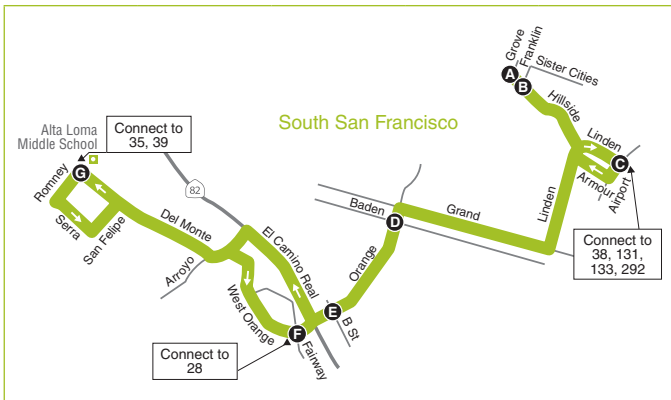 Grove
Franklin
Sister Cities
A
B
Hillside
South San Francisco
Linden
C
Armour
Airport
Alta Loma
Middle School
Connect to
35, 39
G
Romney
Serra
San Felipe
82
Del Monte
Baden
D
Grand
Linden
Connect to
38, 131,
133, 292
Arroyo
El Camino Real
Orange
West Orange
E
B St
F
Fairway
Connect to
28